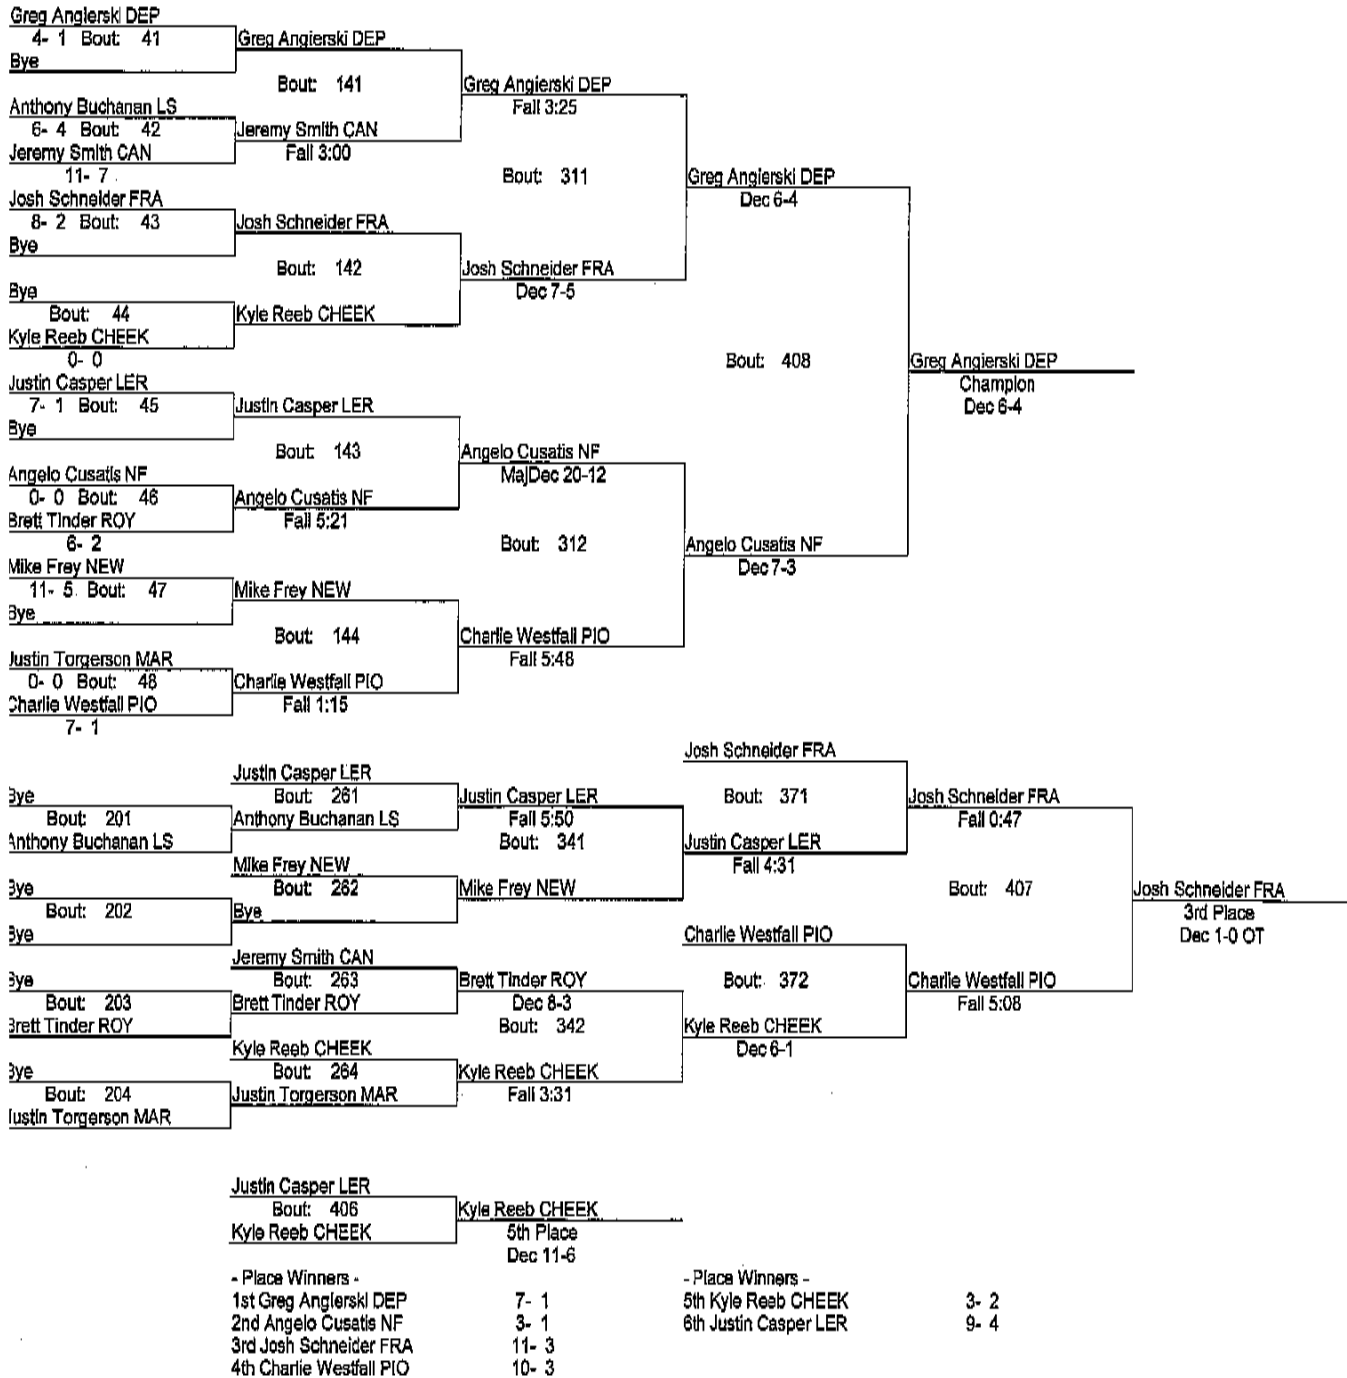 Greg Angierski DEP
4- 1 Bout: 41
Bye
Greg Angierski DEP
Bout: 141
Anthony Buchanan LS
6- 4 Bout: 42
Jeremy Smith CAN
11- 7
Jeremy Smith CAN
Fall 3:00
Greg Angierski DEP
Fall 3:25
Bout: 311
Josh Schneider FRA
8- 2 Bout: 43
Bye
Josh Schneider FRA
Bout: 142
Bye
Bout: 44
Kyle Reeb CHEEK
0- 0
Kyle Reeb CHEEK
Josh Schneider FRA
Dec 7-5
Greg Angierski DEP
Dec 6-4
Bout: 408
Greg Angierski DEP
Champion
Dec 6-4
Justin Casper LER
7- 1 Bout: 45
Bye
Justin Casper LER
Bout: 143
Angelo Cusatis NF
0- 0 Bout: 46
Brett Tinder ROY
6- 2
Angelo Cusatis NF
Fall 5:21
Angelo Cusatis NF
MajDec 20-12
Bout: 312
Mike Frey NEW
11- 5 Bout: 47
Bye
Mike Frey NEW
Bout: 144
Justin Torgerson MAR
0- 0 Bout: 48
Charlie Westfall PIO
7- 1
Charlie Westfall PIO
Fall 1:15
Charlie Westfall PIO
Fall 5:48
Angelo Cusatis NF
Dec 7-3
Bye
Bout: 201
Anthony Buchanan LS
Justin Casper LER
Bout: 261
Anthony Buchanan LS
Justin Casper LER
Fall 5:50
Bout: 341
Bye
Bout: 202
Bye
Mike Frey NEW
Bout: 262
Bye
Mike Frey NEW
Josh Schneider FRA
Bout: 371
Justin Casper LER
Fall 4:31
Josh Schneider FRA
Fall 0:47
Bout: 407
Josh Schneider FRA
3rd Place
Dec 1-0 OT
Bye
Bout: 203
Brett Tinder ROY
Jeremy Smith CAN
Bout: 263
Brett Tinder ROY
Brett Tinder ROY
Dec 8-3
Bout: 342
Bye
Bout: 204
Justin Torgerson MAR
Kyle Reeb CHEEK
Bout: 264
Justin Torgerson MAR
Kyle Reeb CHEEK
Fall 3:31
Charlie Westfall PIO
Bout: 372
Kyle Reeb CHEEK
Dec 6-1
Charlie Westfall PIO
Fall 5:08
Justin Casper LER
Bout: 406
Kyle Reeb CHEEK
Kyle Reeb CHEEK
5th Place
Dec 11-6
- Place Winners -
1st Greg Angierski DEP 7- 1
2nd Angelo Cusatis NF 3- 1
3rd Josh Schneider FRA 11- 3
4th Charlie Westfall PIO 10- 3
- Place Winners -
5th Kyle Reeb CHEEK 3- 2
6th Justin Casper LER 9- 4